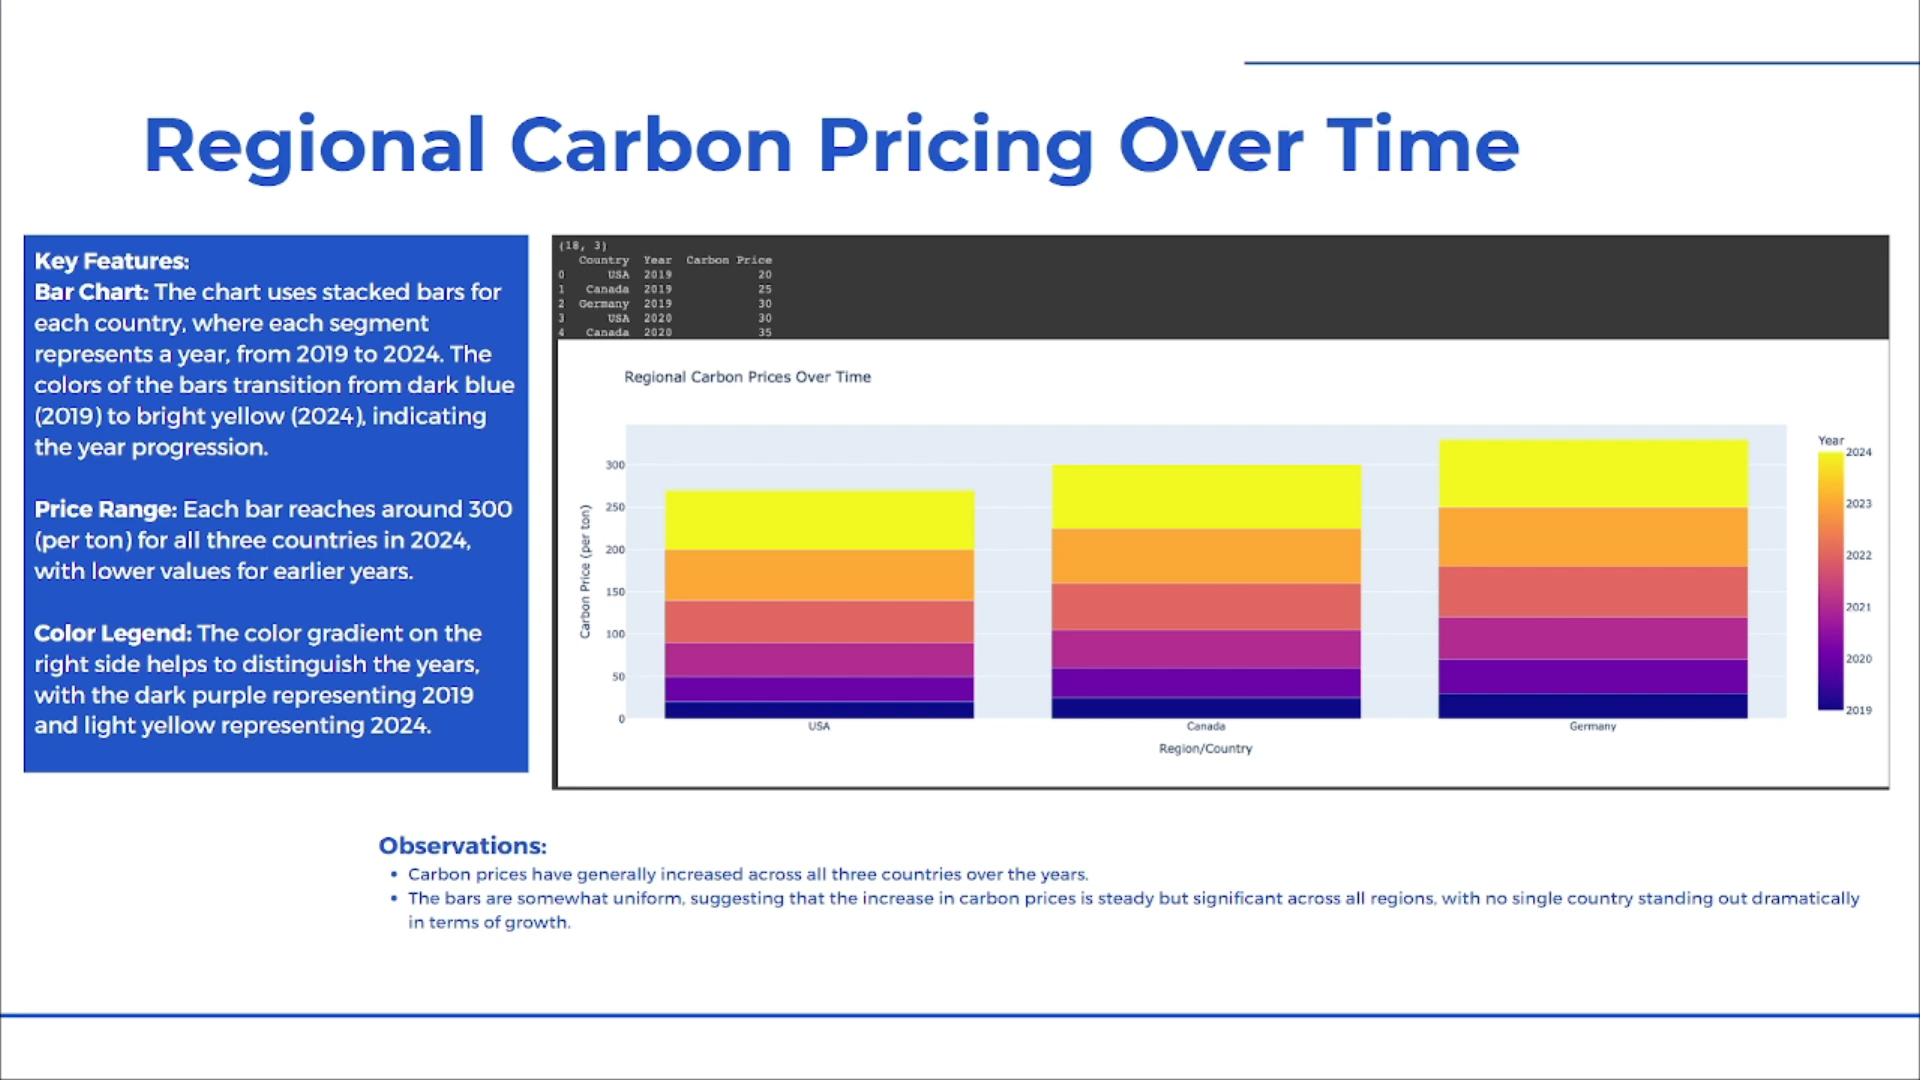 Regional Carbon Pricing Over Time
Key Features:
Bar Chart: The chart uses stacked bars for
each country, where each segment
represents a year, from 2019 to 2024. The
colors of the bars transition from dark blue
(2019) to bright yellow (2024), indicating
the year progression.
Price Range: Each bar reaches around 300
(per ton) for all three countries in 2024,
with lower values for earlier years.
Color Legend: The color gradient on the
right side helps to distinguish the years,
with the dark purple representing 2019
and light yellow representing 2024.
(18, 3)
Country Year Carbon Price
0 USA 2019 20
1 Canada 2019 25
2 Germany 2019 30
3 USA 2020 30
4 Canada 2020 35
Regional Carbon Prices Over Time
Carbon Price (per ton)
300
250
200
150
100
50
0
USA
Canada
Germany
Region/Country
Year
2024
2023
2022
2021
2020
2019
Observations:
• Carbon prices have generally increased across all three countries over the years.
• The bars are somewhat uniform, suggesting that the increase in carbon prices is steady but significant across all regions, with no single country standing out dramatically
in terms of growth.